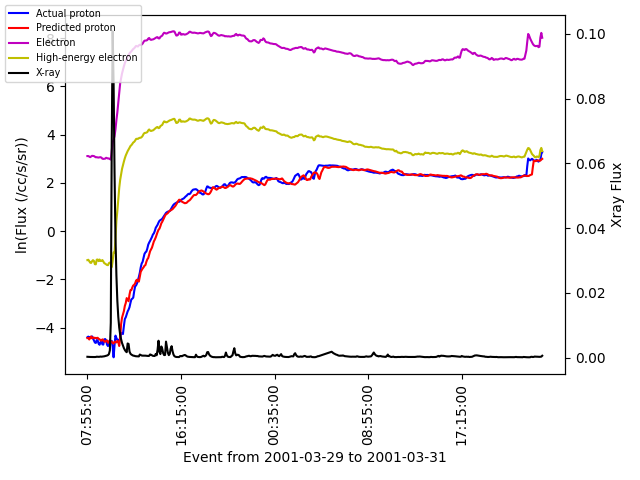 Actual proton
Predicted proton
Electron
High-energy electron
X-ray
8
6
4
2
0
−2
−4
ln(Flux (/cc/s/sr))
0.10
0.08
0.06
0.04
0.02
0.00
Xray Flux
07:55:00
16:15:00
00:35:00
08:55:00
17:15:00
Event from 2001-03-29 to 2001-03-31